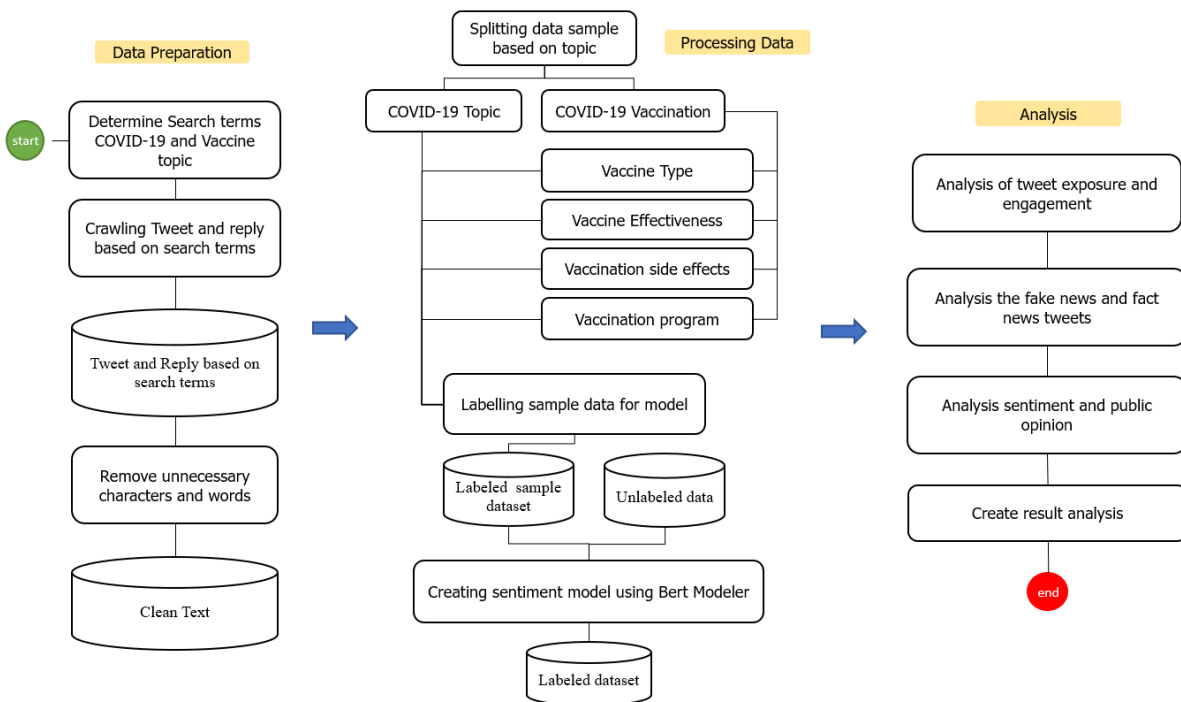 Data Preparation
start
Determine Search terms
COVID-19 and Vaccine
topic
Crawling Tweet and reply
based on search terms
Tweet and Reply based on
search terms
Remove unnecessary
characters and words
Clean Text
Splitting data sample
based on topic
Processing Data
COVID-19 Topic
COVID-19 Vaccination
Vaccine Type
Vaccine Effectiveness
Vaccination side effects
Vaccination program
Labelling sample data for model
Labeled sample
dataset
Unlabeled data
Creating sentiment model using Bert Modeler
Labeled dataset
Analysis
Analysis of tweet exposure and
engagement
Analysis the fake news and fact
news tweets
Analysis sentiment and public
opinion
Create result analysis
end